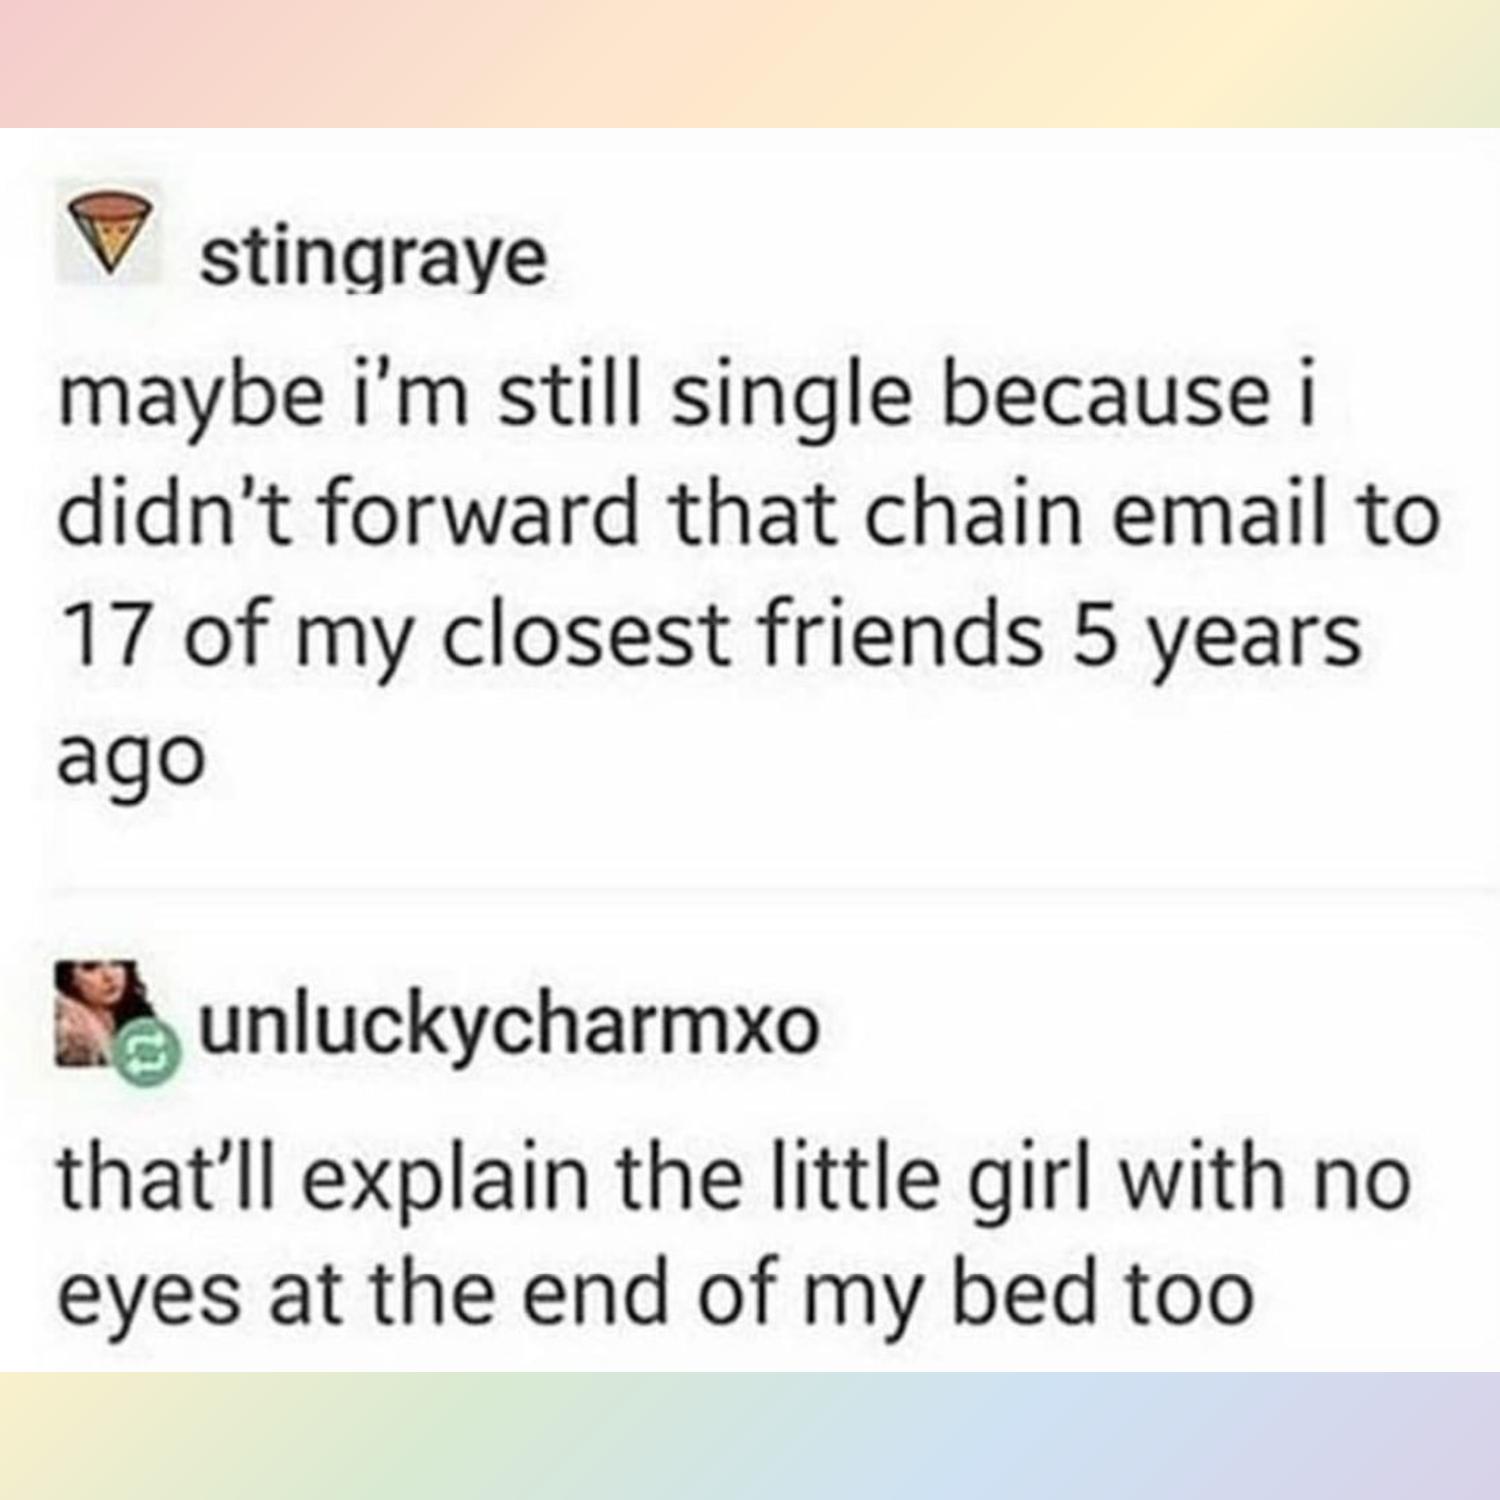 stingraye
maybe i'm still single because i
didn't forward that chain email to
17 of my closest friends 5 years
ago
unluckycharmxo
that'll explain the little girl with no
eyes at the end of my bed too